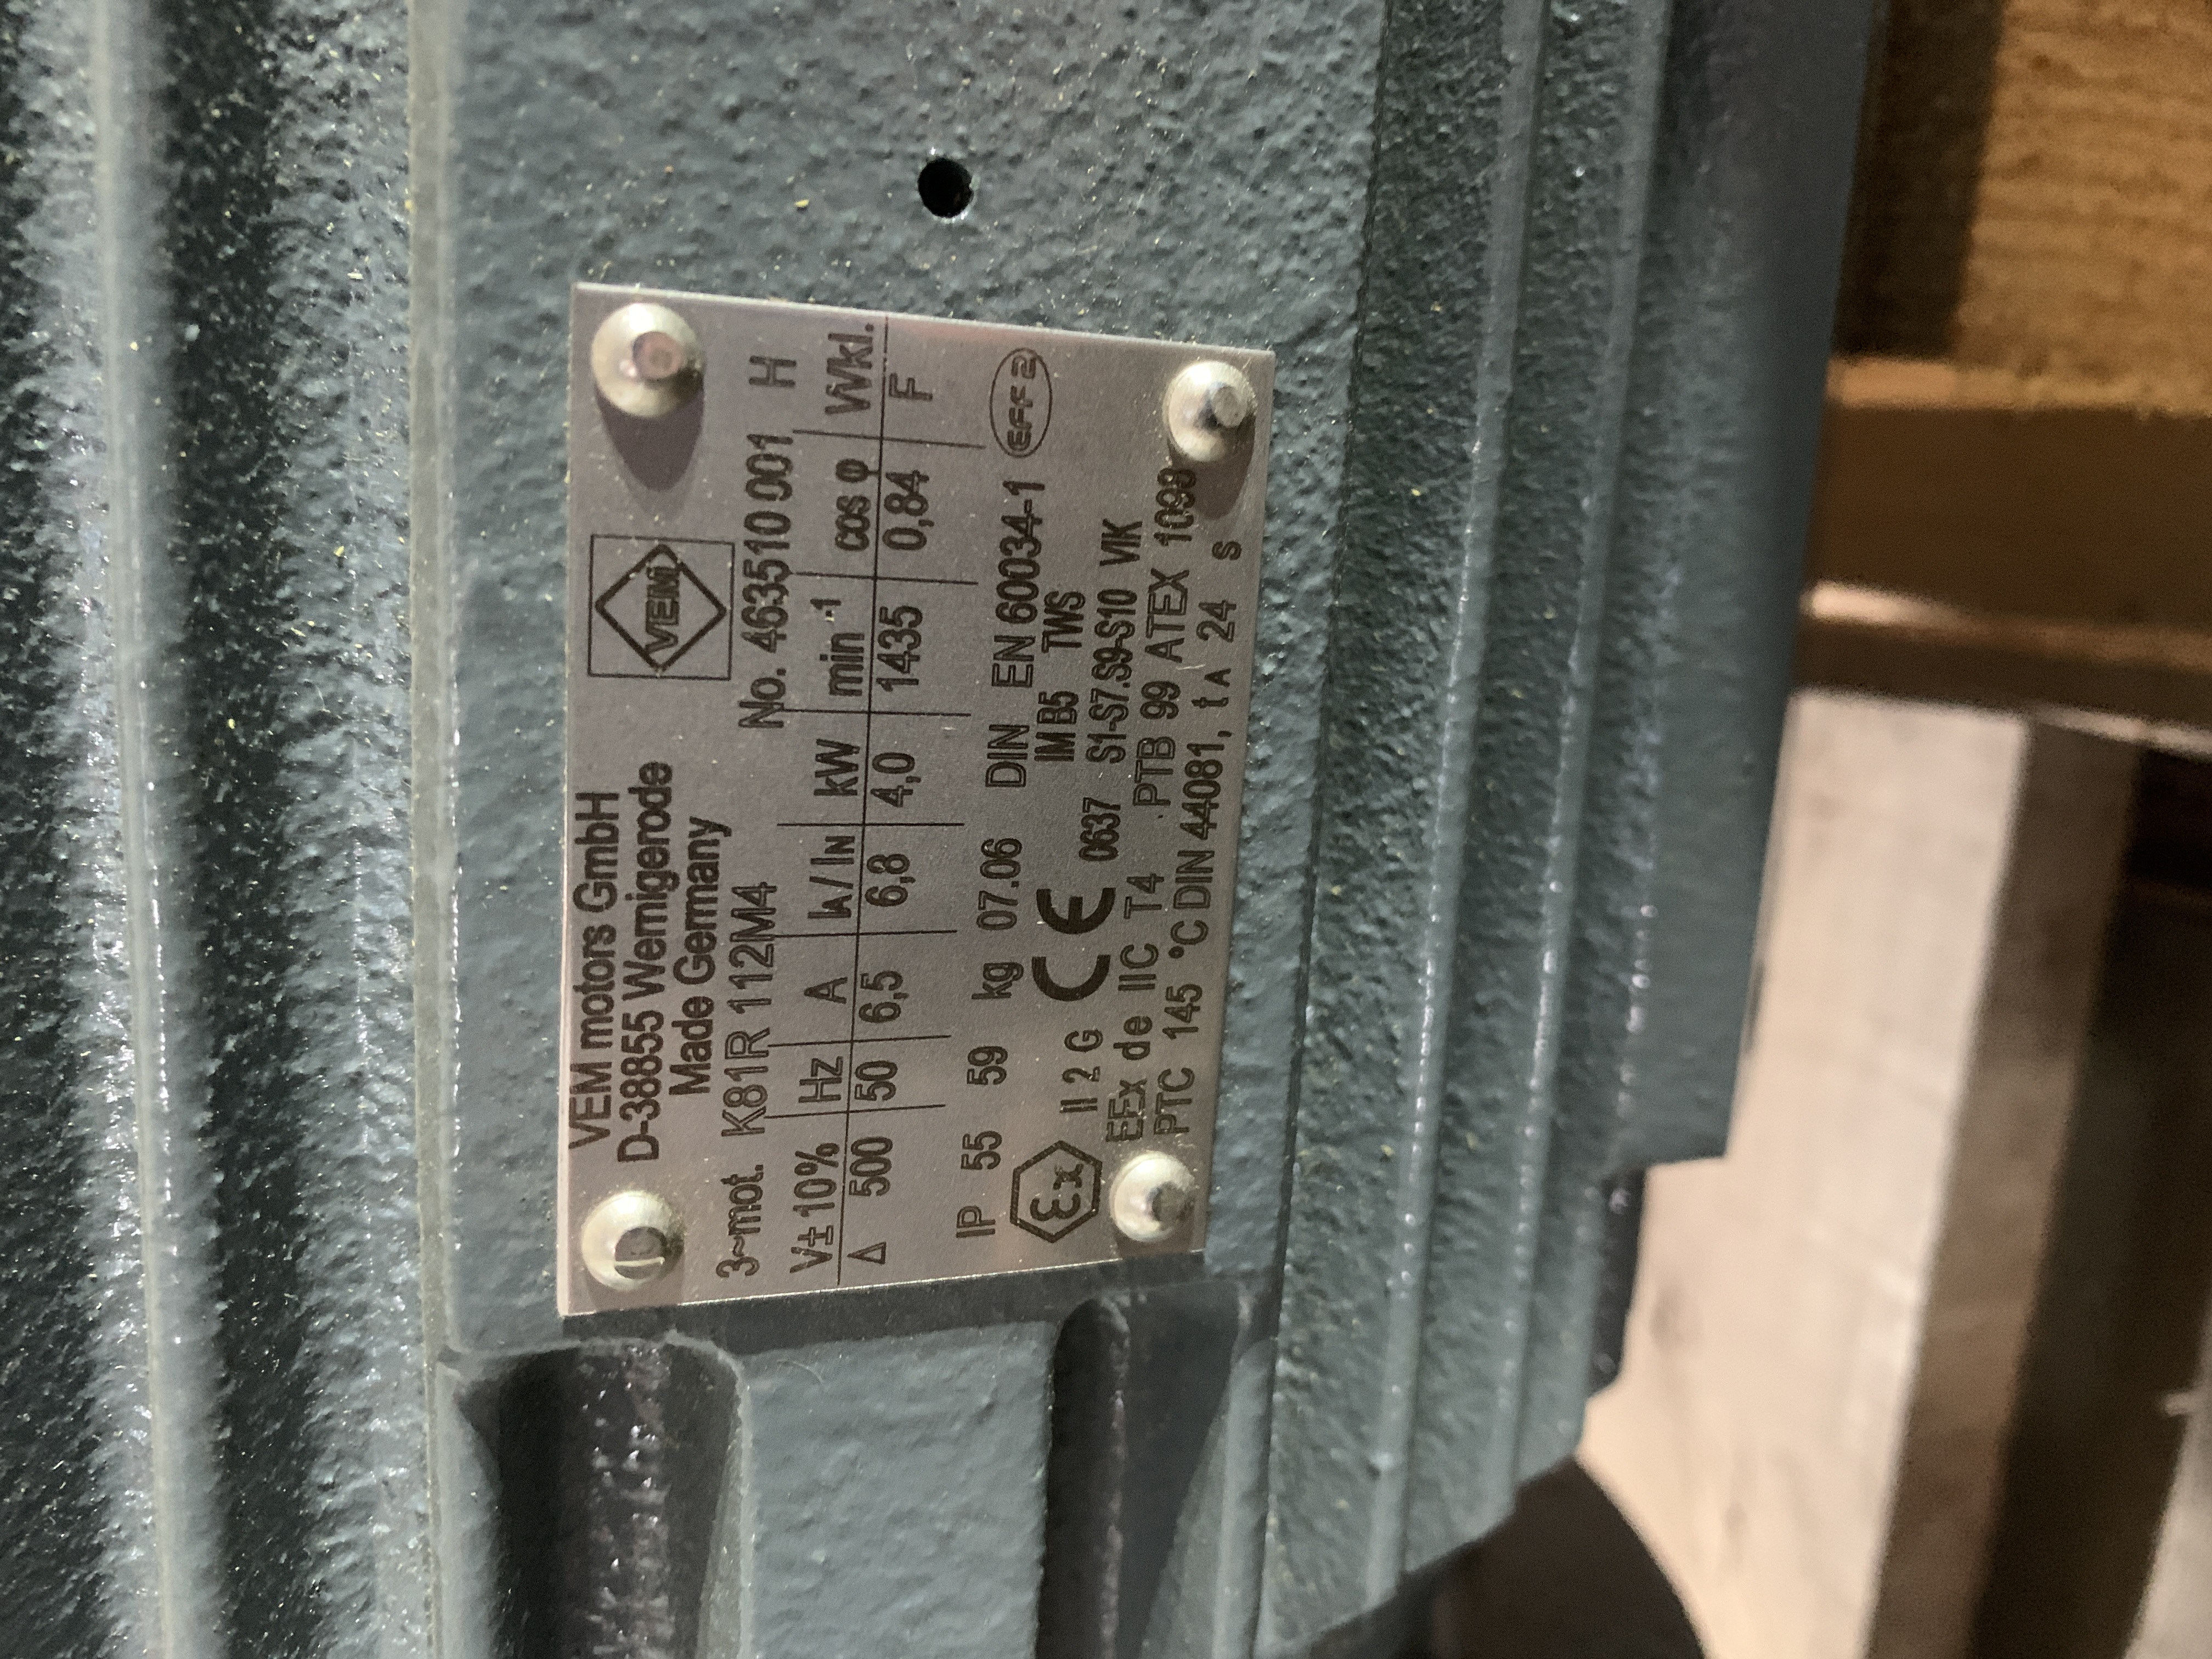 VEM motors GmbH
D-38855 Wernigerode
Made Germany
VEM
3~mot. K81R 112M4 No. 463510 001 H
V±10% Hz A IA/IN kW min-1 cos φ Wkl.
Δ 500 50 6,5 6,8 4,0 1435 0,84 F
IP 55 59 kg 07.06 DIN EN 60034-1 EFF2
IM B5 TWS
Ex II 2 G CE 0637 S1-S7.S9-S10 VIK
EEx de IIC T4 PTB 99 ATEX 1093
PTC 145 °C DIN 44081, tA 24 s